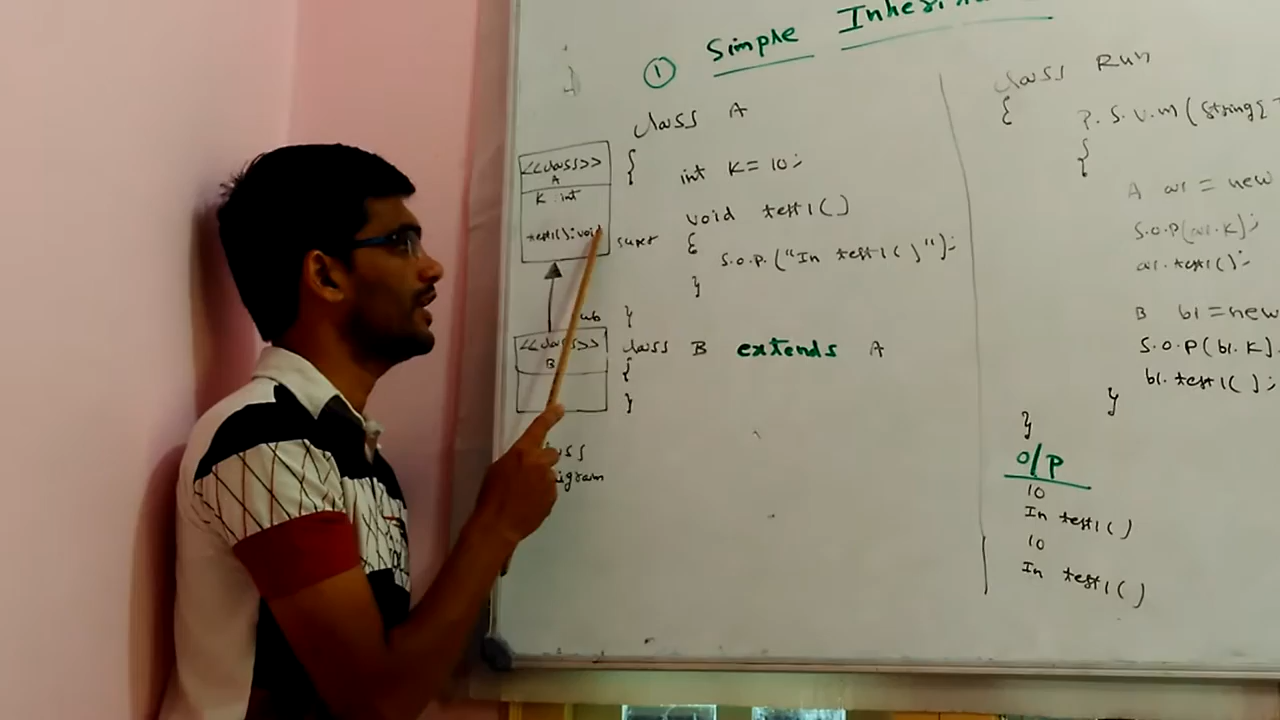 ① Simple
class A
{
int K = 10;
void test1()
{
S.O.P.("In test1()");
}
}
class B extends A
{
}
<<class>>
A
K : int
test1() : void
super
<<class>>
B
class Run
{
P.S.V.m(String[
{
A a1 = new
S.O.P(a1.K);
a1.test1();
B b1 = new
S.O.P(b1.K)
b1.test1();
}
}
O/P
10
In test1()
10
In test1()